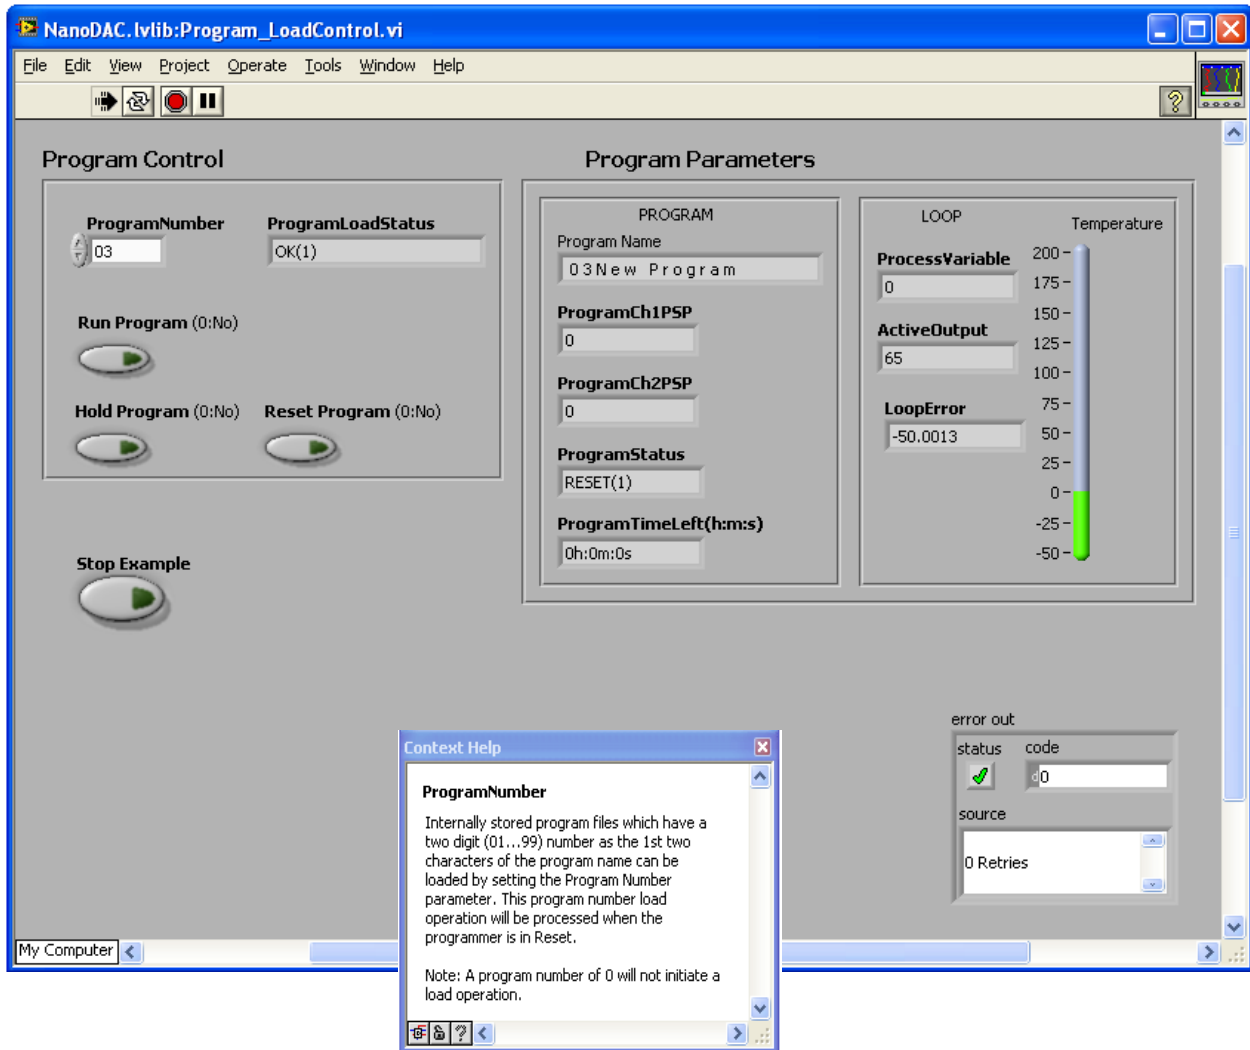 NanoDAC.lvlib:Program_LoadControl.vi
File Edit View Project Operate Tools Window Help
Program Control
ProgramNumber
03
ProgramLoadStatus
OK(1)
Run Program (0:No)
Hold Program (0:No)
Reset Program (0:No)
Stop Example
Program Parameters
PROGRAM
Program Name
03New Program
ProgramCh1PSP
0
ProgramCh2PSP
0
ProgramStatus
RESET(1)
ProgramTimeLeft(h:m:s)
0h:0m:0s
LOOP
ProcessVariable
0
ActiveOutput
65
LoopError
-50.0013
Temperature
200
175
150
125
100
75
50
25
0
-25
-50
error out
status
code
d0
source
0 Retries
My Computer
Context Help
ProgramNumber
Internally stored program files which have a
two digit (01...99) number as the 1st two
characters of the program name can be
loaded by setting the Program Number
parameter. This program number load
operation will be processed when the
programmer is in Reset.
Note: A program number of 0 will not initiate a
load operation.